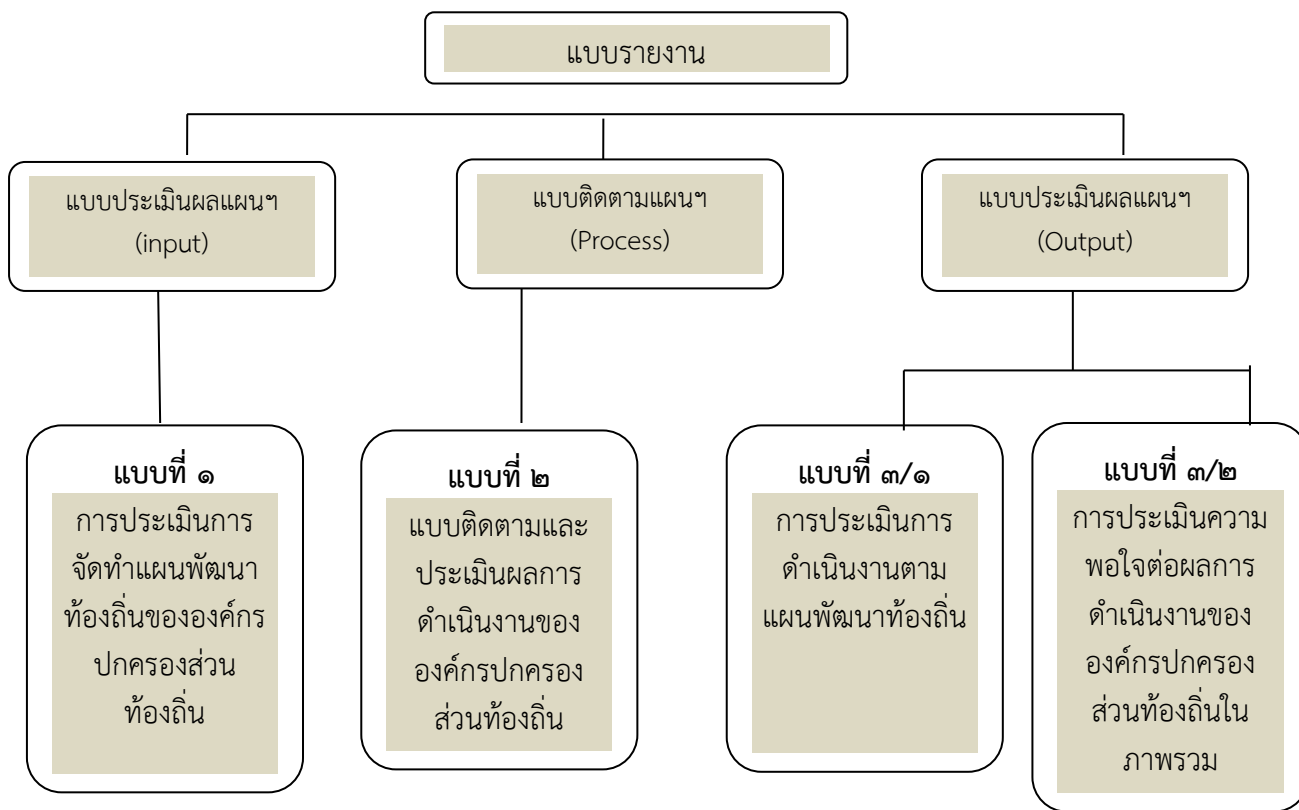 แบบรายงาน
แบบประเมินผลแผนฯ
(input)
แบบติดตามแผนฯ
(Process)
แบบประเมินผลแผนฯ
(Output)
แบบที่ ๑
การประเมินการ
จัดทำแผนพัฒนา
ท้องถิ่นขององค์กร
ปกครองส่วน
ท้องถิ่น
แบบที่ ๒
แบบติดตามและ
ประเมินผลการ
ดำเนินงานของ
องค์กรปกครอง
ส่วนท้องถิ่น
แบบที่ ๓/๑
การประเมินการ
ดำเนินงานตาม
แผนพัฒนาท้องถิ่น
แบบที่ ๓/๒
การประเมินความ
พอใจต่อผลการ
ดำเนินงานของ
องค์กรปกครอง
ส่วนท้องถิ่นใน
ภาพรวม